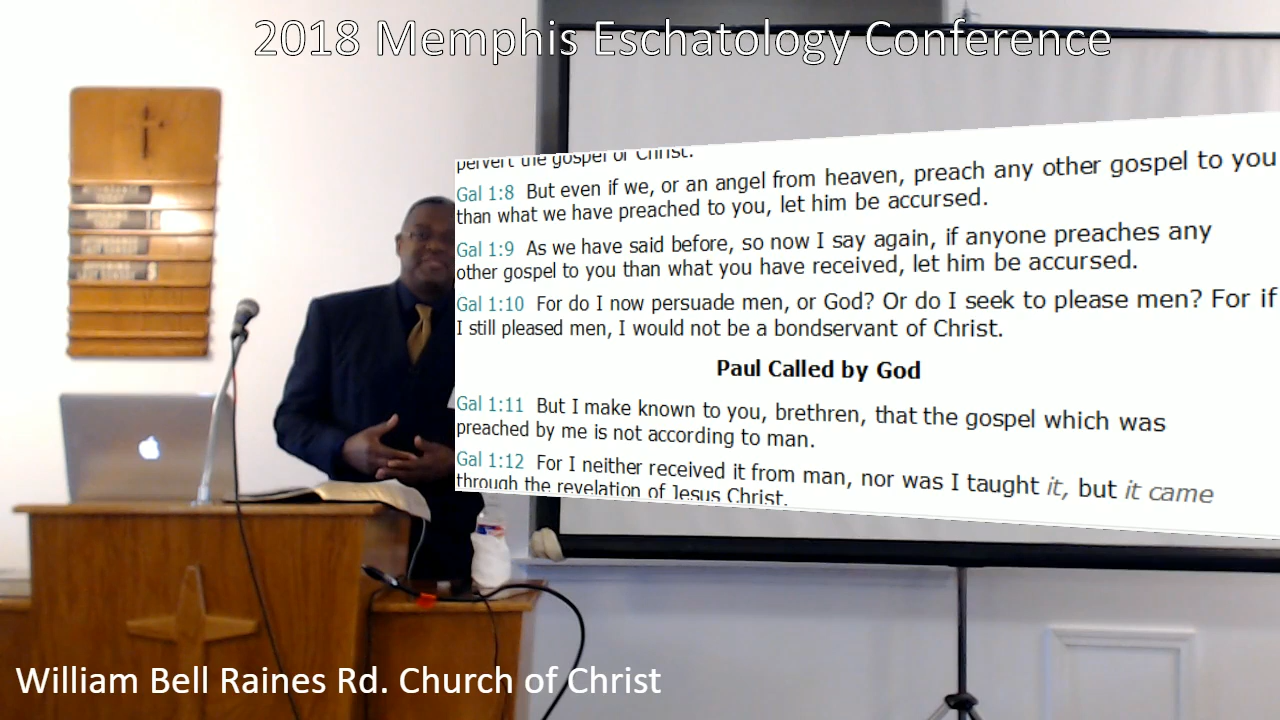 2018 Memphis Eschatology Conference
pervert the gospel of Christ.
Gal 1:8 But even if we, or an angel from heaven, preach any other gospel to you
than what we have preached to you, let him be accursed.
Gal 1:9 As we have said before, so now I say again, if anyone preaches any
other gospel to you than what you have received, let him be accursed.
Gal 1:10 For do I now persuade men, or God? Or do I seek to please men? For if
I still pleased men, I would not be a bondservant of Christ.
Paul Called by God
Gal 1:11 But I make known to you, brethren, that the gospel which was
preached by me is not according to man.
Gal 1:12 For I neither received it from man, nor was I taught it, but it came
through the revelation of Jesus Christ.
William Bell Raines Rd. Church of Christ